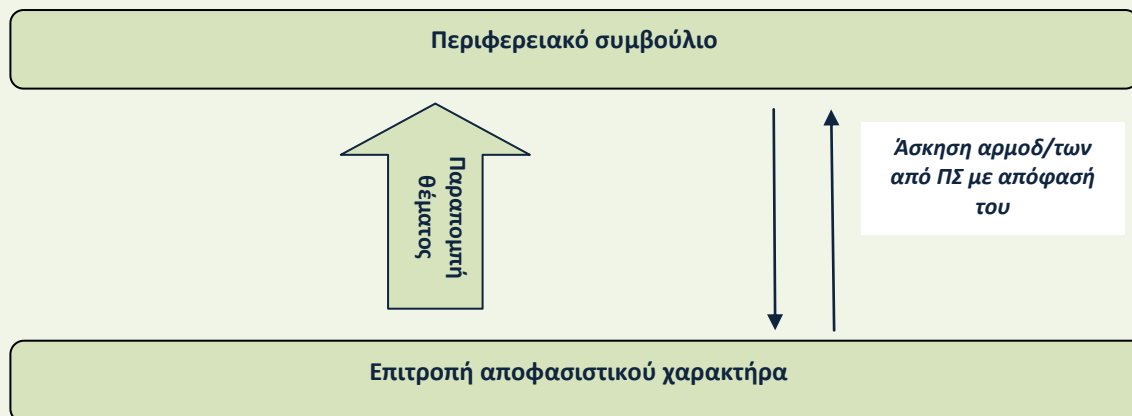 Περιφερειακό συμβούλιο
Παραπομπή
θέματος
Άσκηση αρμοδ/των
από ΠΣ με απόφασή
του
Επιτροπή αποφασιστικού χαρακτήρα